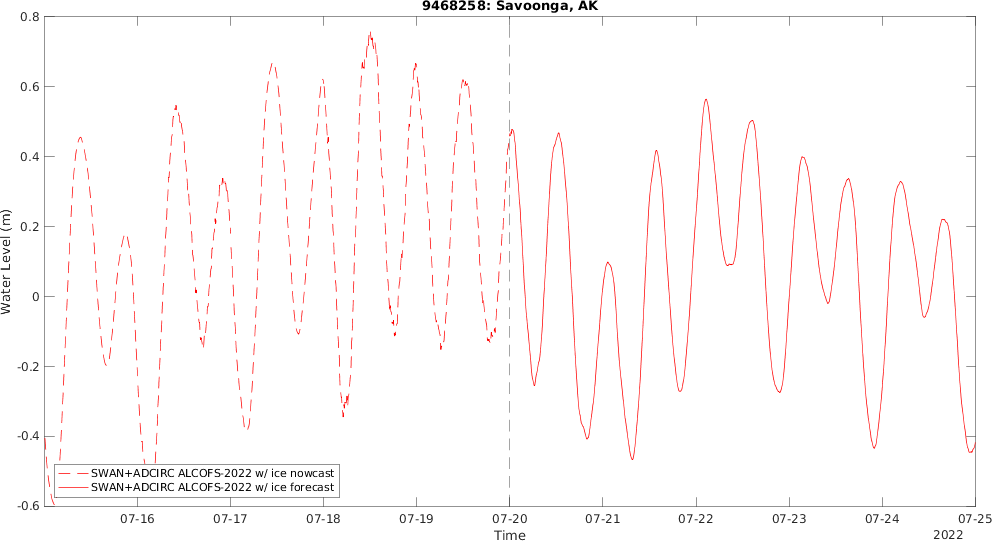 9468258: Savoonga, AK
0.8
0.6
0.4
0.2
0
-0.2
-0.4
-0.6
Water Level (m)
SWAN+ADCIRC ALCOFS-2022 w/ ice nowcast
SWAN+ADCIRC ALCOFS-2022 w/ ice forecast
07-16 07-17 07-18 07-19 07-20 07-21 07-22 07-23 07-24 07-25
Time
2022